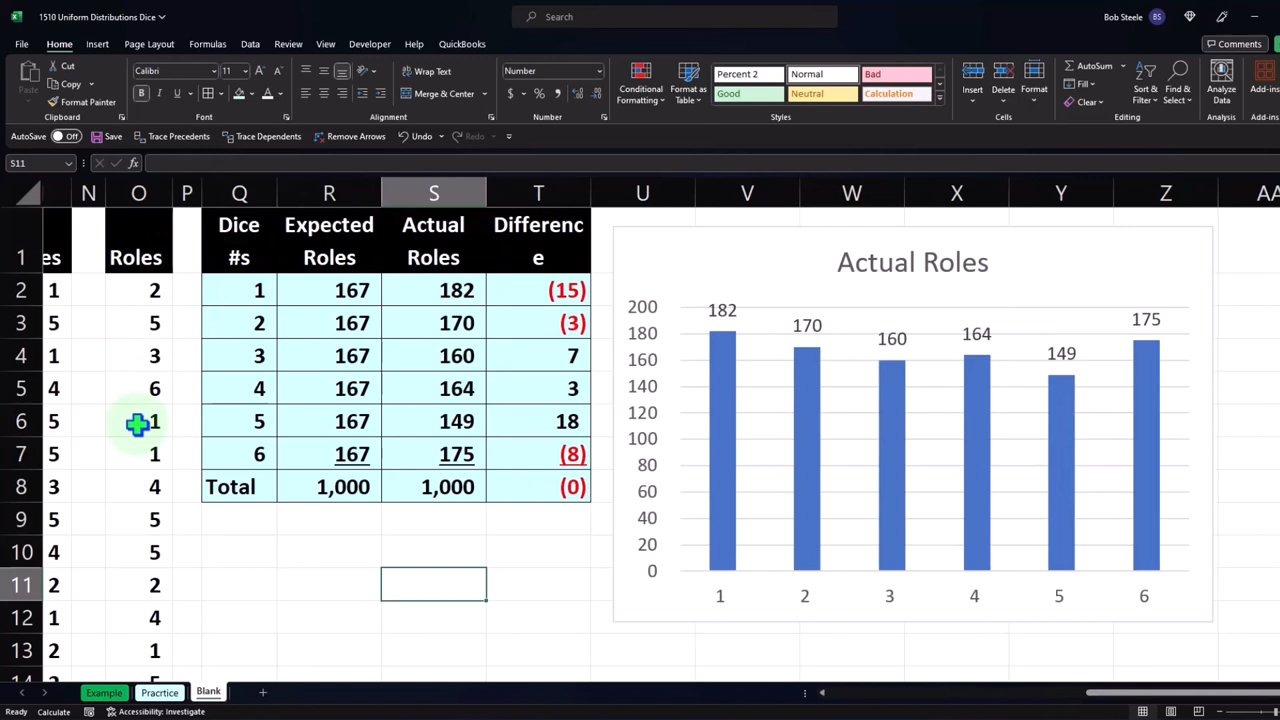 1510 Uniform Distributions Dice
Search
Bob Steele
BS
File Home Insert Page Layout Formulas Data Review View Developer Help QuickBooks
Comments
Paste
Cut
Copy
Format Painter
Clipboard
Calibri
11
B I U
Font
Wrap Text
Merge & Center
Alignment
Number
$ %
Number
Conditional Formatting
Format as Table
Percent 2 Normal Bad
Good Neutral Calculation
Styles
Insert Delete Format
Cells
AutoSum
Fill
Clear
Sort & Filter
Find & Select
Editing
Analyze Data
Analysis
Add-ins
Add-ins
AutoSave Off Save Trace Precedents Trace Dependents Remove Arrows Undo Redo
S11
fx
N O P Q R S T U V W X Y Z AA
1 es Roles Dice #s Expected Roles Actual Roles Differenc e
2 1 2 1 167 182 (15)
3 5 5 2 167 170 (3)
4 1 3 3 167 160 7
5 4 6 4 167 164 3
6 5 1 5 167 149 18
7 5 1 6 167 175 (8)
8 3 4 Total 1,000 1,000 (0)
9 5 5
10 4 5
11 2 2
12 1 4
13 2 1
Actual Roles
200
180
160
140
120
100
80
60
40
20
0
182 170 160 164 149 175
1 2 3 4 5 6
Example Pracrtice Blank
Ready Calculate Accessibility: Investigate